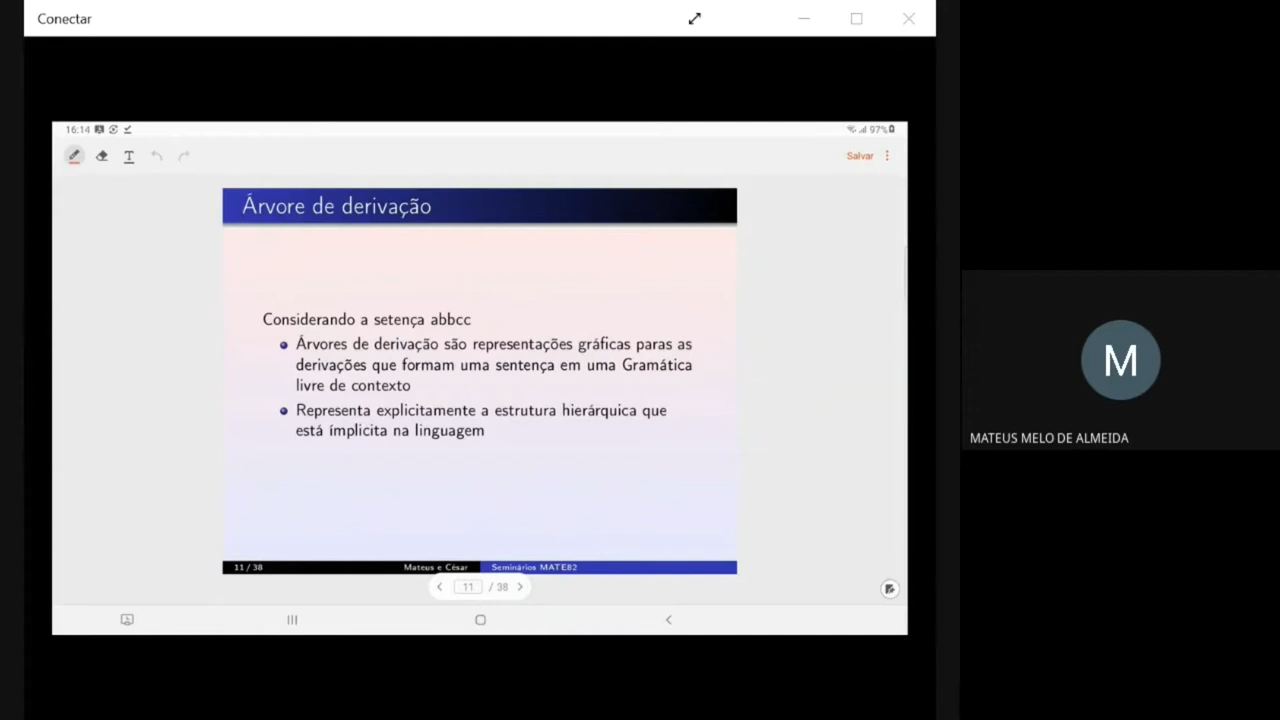 Conectar
16:14
97%
T
Salvar
Árvore de derivação
Considerando a setença abbcc
Árvores de derivação são representações gráficas paras as
derivações que formam uma sentença em uma Gramática
livre de contexto
Representa explicitamente a estrutura hierárquica que
está ímplicita na linguagem
11 / 38 Mateus e César Seminários MATE82
11 / 38
M
MATEUS MELO DE ALMEIDA